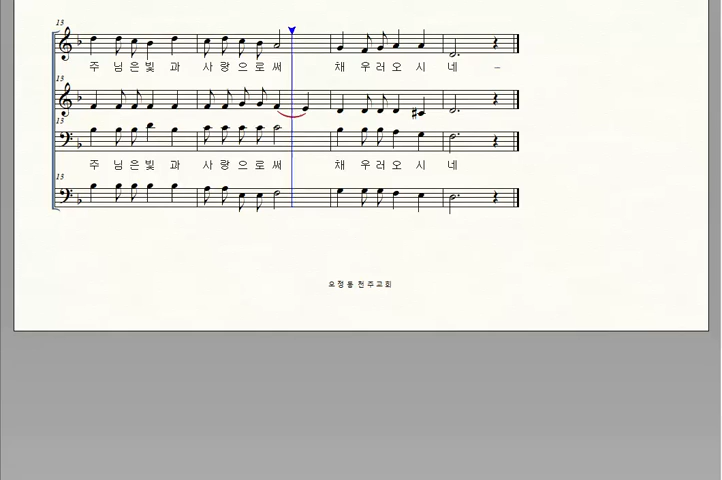 13
주 님은빛 과 사랑으로써 채 우러오 시 네 –
13
13
주 님은빛 과 사랑으로써 채 우러오 시 네
13
오정동 천주교회